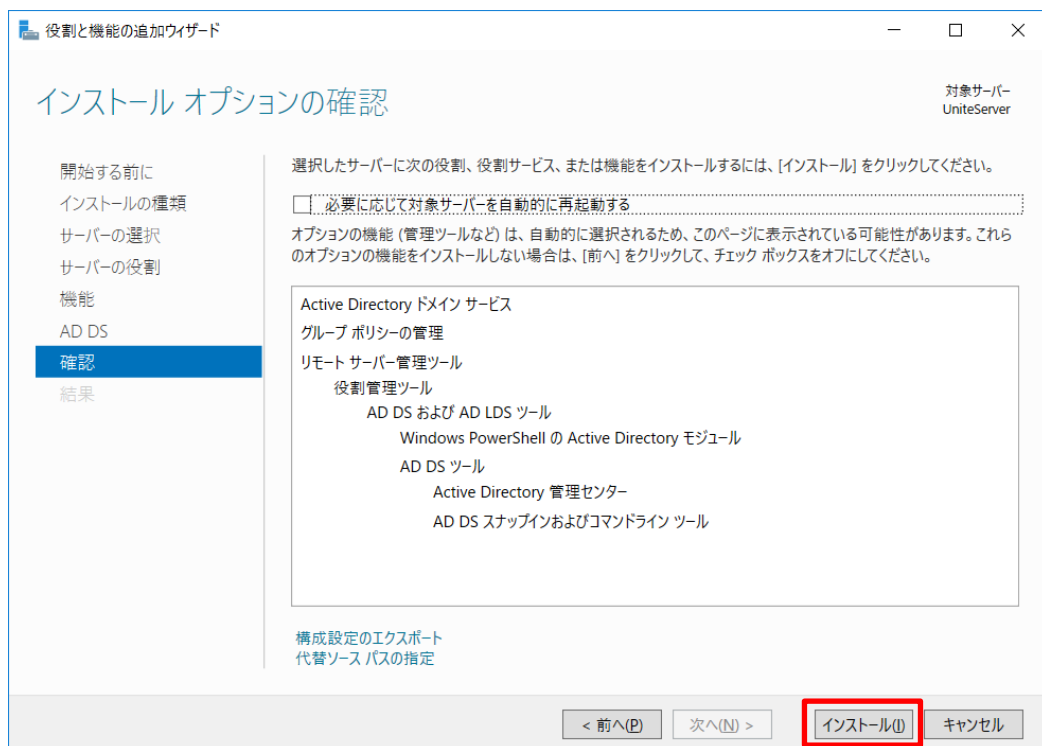 役割と機能の追加ウィザード
インストール オプションの確認
対象サーバー
UniteServer
開始する前に
インストールの種類
サーバーの選択
サーバーの役割
機能
AD DS
確認
結果
選択したサーバーに次の役割、役割サービス、または機能をインストールするには、[インストール] をクリックしてください。
必要に応じて対象サーバーを自動的に再起動する
オプションの機能 (管理ツールなど) は、自動的に選択されるため、このページに表示されている可能性があります。これら
のオプションの機能をインストールしない場合は、[前へ] をクリックして、チェック ボックスをオフにしてください。
Active Directory ドメイン サービス
グループ ポリシーの管理
リモート サーバー管理ツール
役割管理ツール
AD DS および AD LDS ツール
Windows PowerShell の Active Directory モジュール
AD DS ツール
Active Directory 管理センター
AD DS スナップインおよびコマンドライン ツール
構成設定のエクスポート
代替ソース パスの指定
< 前へ(P)
次へ(N) >
インストール(I)
キャンセル